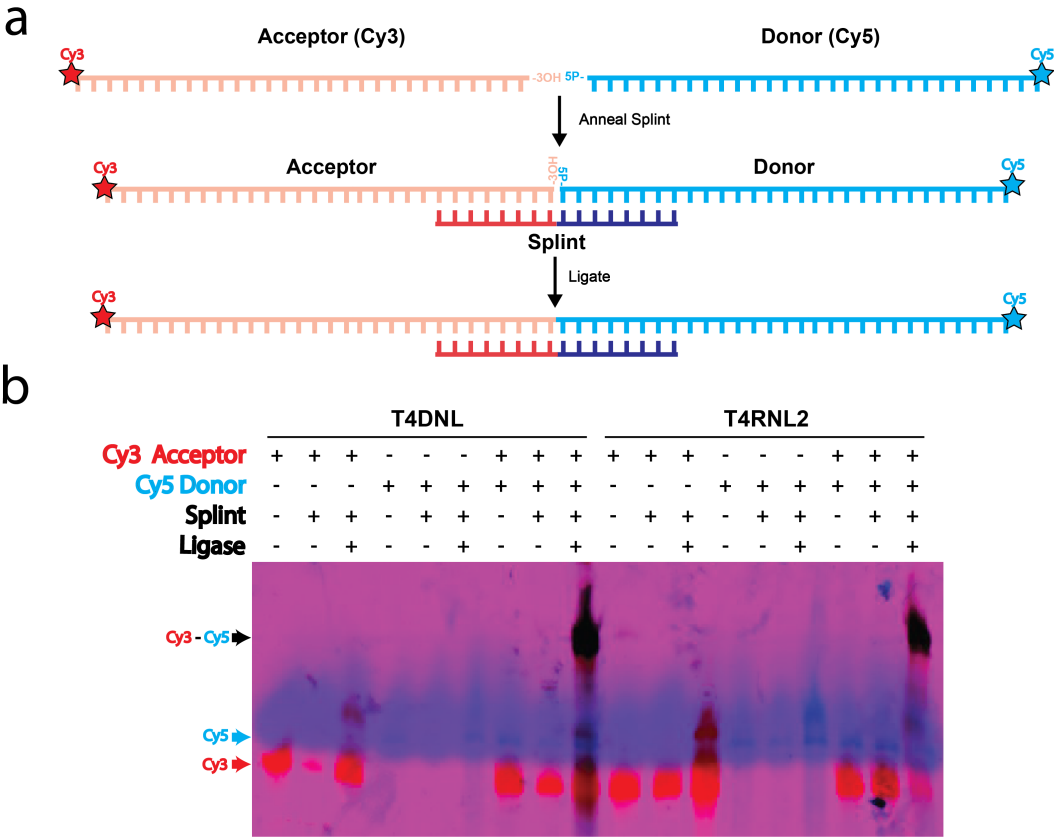 a
Acceptor (Cy3) Donor (Cy5)
Cy3 Cy5
-3OH 5P-
Anneal Splint
Acceptor Donor
Cy3 -3OH 5P- Cy5
Splint
Ligate
Cy3 Cy5
b
T4DNL T4RNL2
Cy3 Acceptor + + + - - - + + + + + + - - - + + +
Cy5 Donor - - - + + + + + + - - - + + + + + +
Splint - + + - + + - + + - + + - + + - + +
Ligase - - + - - + - - + - - + - - + - - +
Cy3 - Cy5
Cy5
Cy3